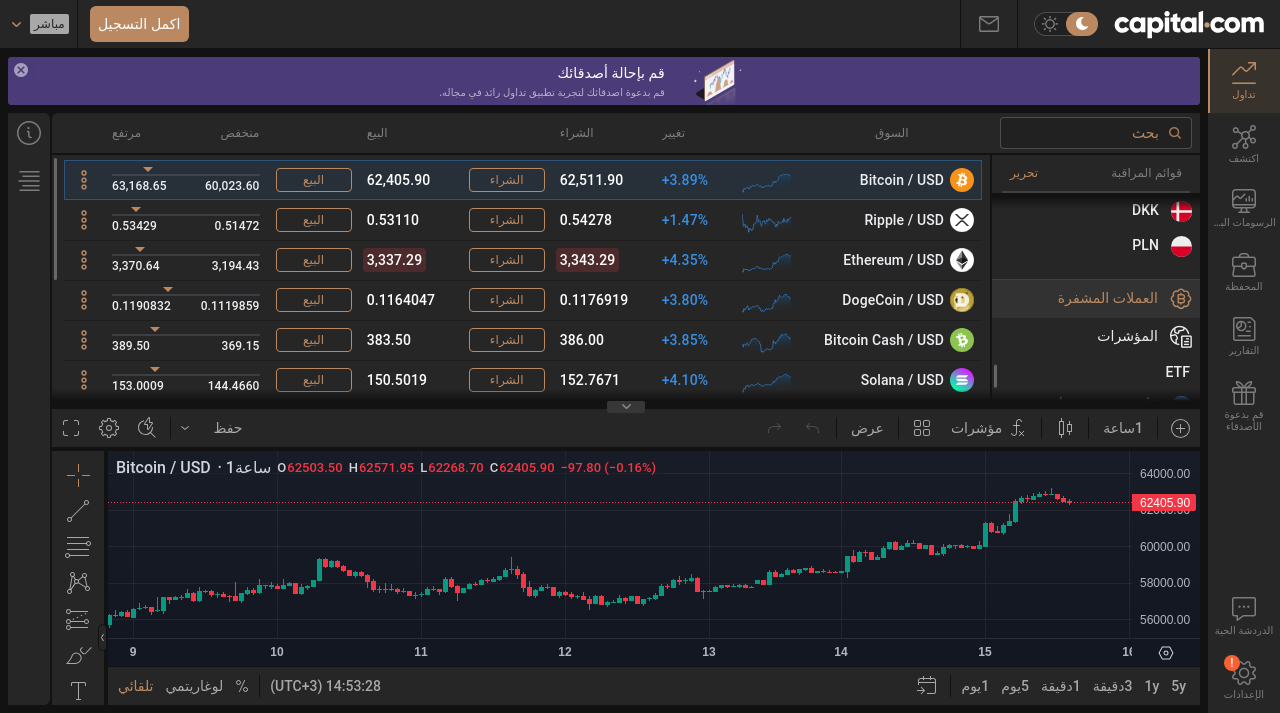 capital.com
اكمل التسجيل
مباشر
قم بإحالة أصدقائك
قم بدعوة اصدقائك لتجربة تطبيق تداول رائد في مجاله.
تداول
اكتشف
الرسومات البـ...
المحفظة
التقارير
قم بدعوة
الأصدقاء
الدردشة الحية
!
الإعدادات
بحث
قوائم المراقبة
تحرير
DKK
PLN
العملات المشفرة
المؤشرات
ETF
السوق
تغيير
الشراء
البيع
منخفض
مرتفع
Bitcoin / USD
+3.89%
62,511.90
الشراء
62,405.90
البيع
60,023.60
63,168.65
Ripple / USD
+1.47%
0.54278
الشراء
0.53110
البيع
0.51472
0.53429
Ethereum / USD
+4.35%
3,343.29
الشراء
3,337.29
البيع
3,194.43
3,370.64
DogeCoin / USD
+3.80%
0.1176919
الشراء
0.1164047
البيع
0.1119859
0.1190832
Bitcoin Cash / USD
+3.85%
386.00
الشراء
383.50
البيع
369.15
389.50
Solana / USD
+4.10%
152.7671
الشراء
150.5019
البيع
144.4660
153.0009
1ساعة
مؤشرات
عرض
حفظ
Bitcoin / USD · 1ساعة O62503.50 H62571.95 L62268.70 C62405.90 −97.80 (−0.16%)
64000.00
62405.90
62000.00
60000.00
58000.00
56000.00
9 10 11 12 13 14 15 16
5y
1y
3دقيقة
1دقيقة
5يوم
1يوم
14:53:28 (UTC+3)
%
لوغاريتمي
تلقائي